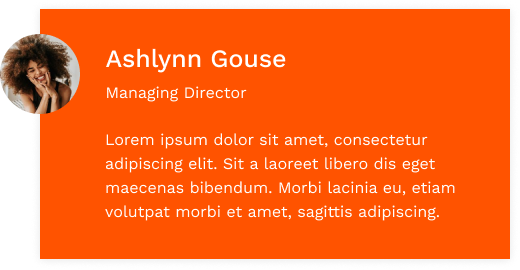 Ashlynn Gouse
Managing Director
Lorem ipsum dolor sit amet, consectetur
adipiscing elit. Sit a laoreet libero dis eget
maecenas bibendum. Morbi lacinia eu, etiam
volutpat morbi et amet, sagittis adipiscing.